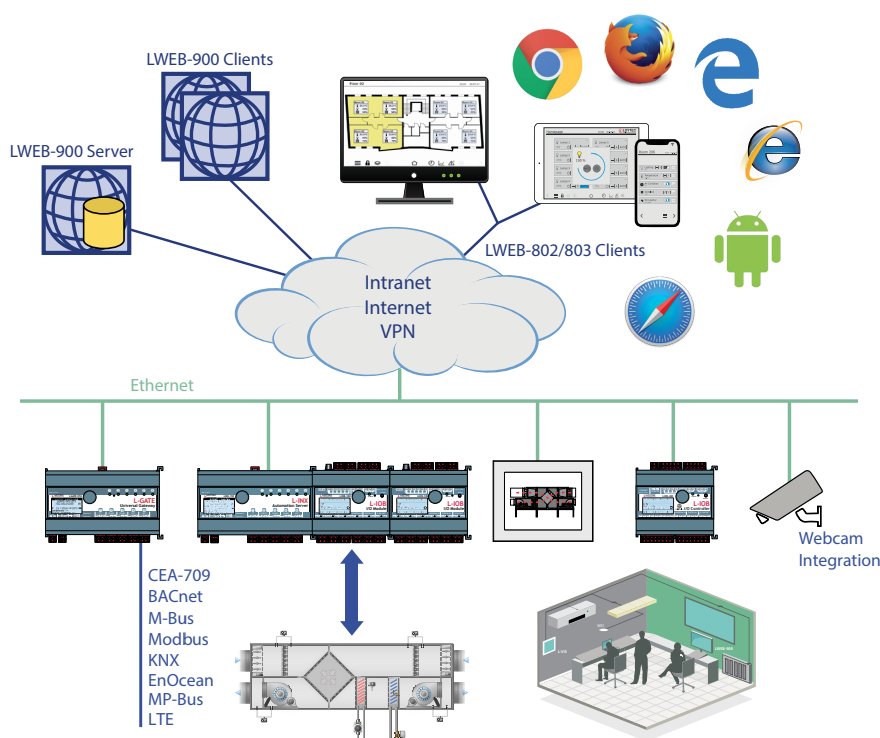 LWEB-900 Clients
LWEB-900 Server
LWEB-802/803 Clients
Intranet
Internet
VPN
Ethernet
L-GATE
Universal Gateway
L-INX
Automation Server
L-IOB
I/O Module
L-IOB
I/O Module
L-IOB
I/O Controller
Webcam
Integration
CEA-709
BACnet
M-Bus
Modbus
KNX
EnOcean
MP-Bus
LTE